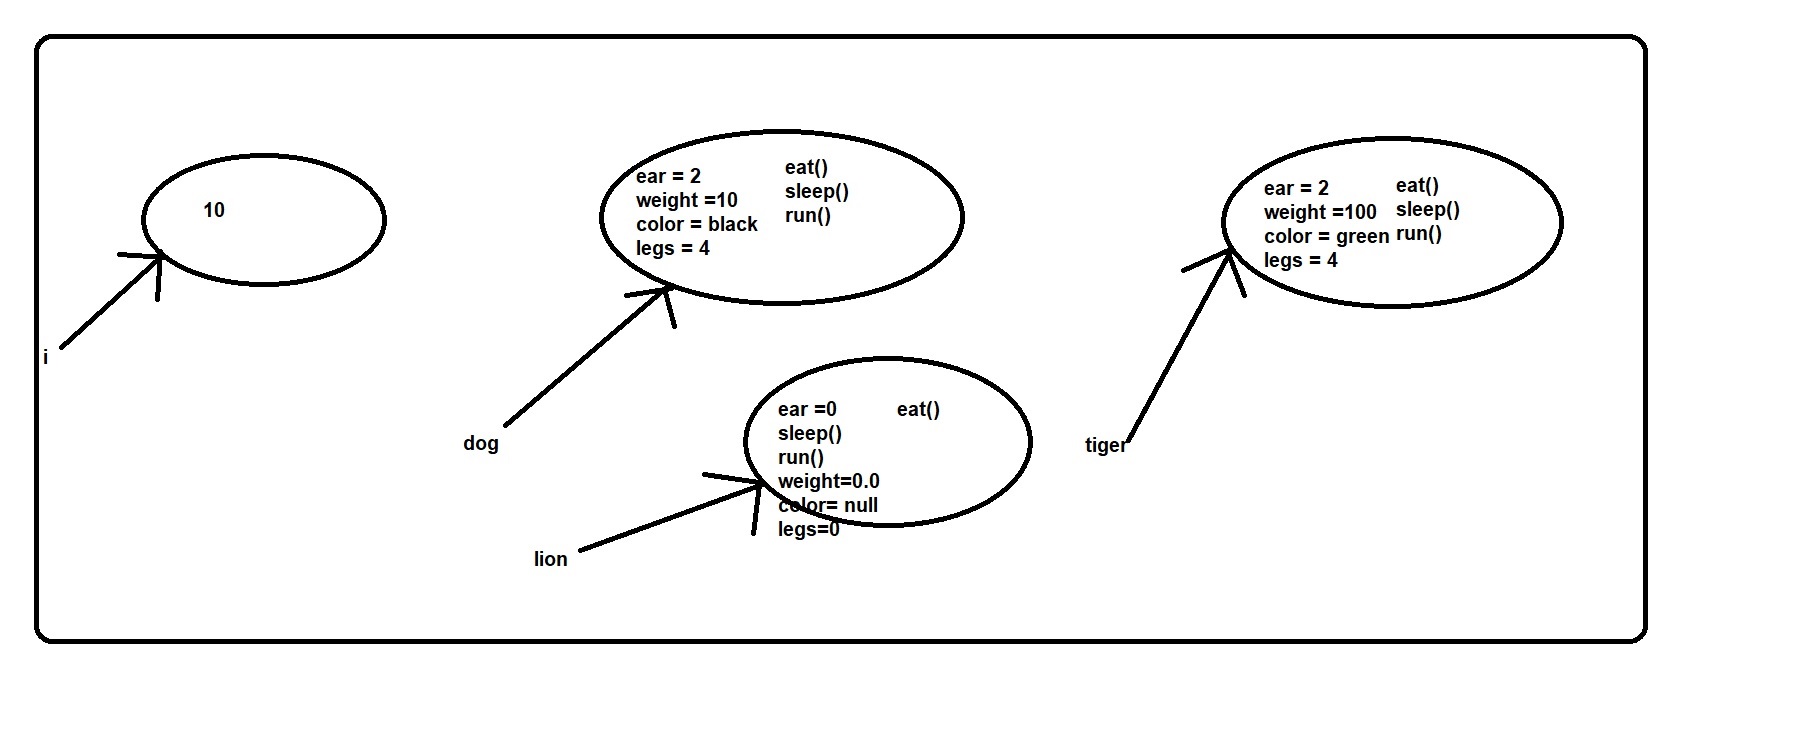 10
i
ear = 2
weight =10
color = black
legs = 4
eat()
sleep()
run()
dog
ear =0 eat()
sleep()
run()
weight=0.0
color= null
legs=0
lion
ear = 2
weight =100
color = green
legs = 4
eat()
sleep()
run()
tiger